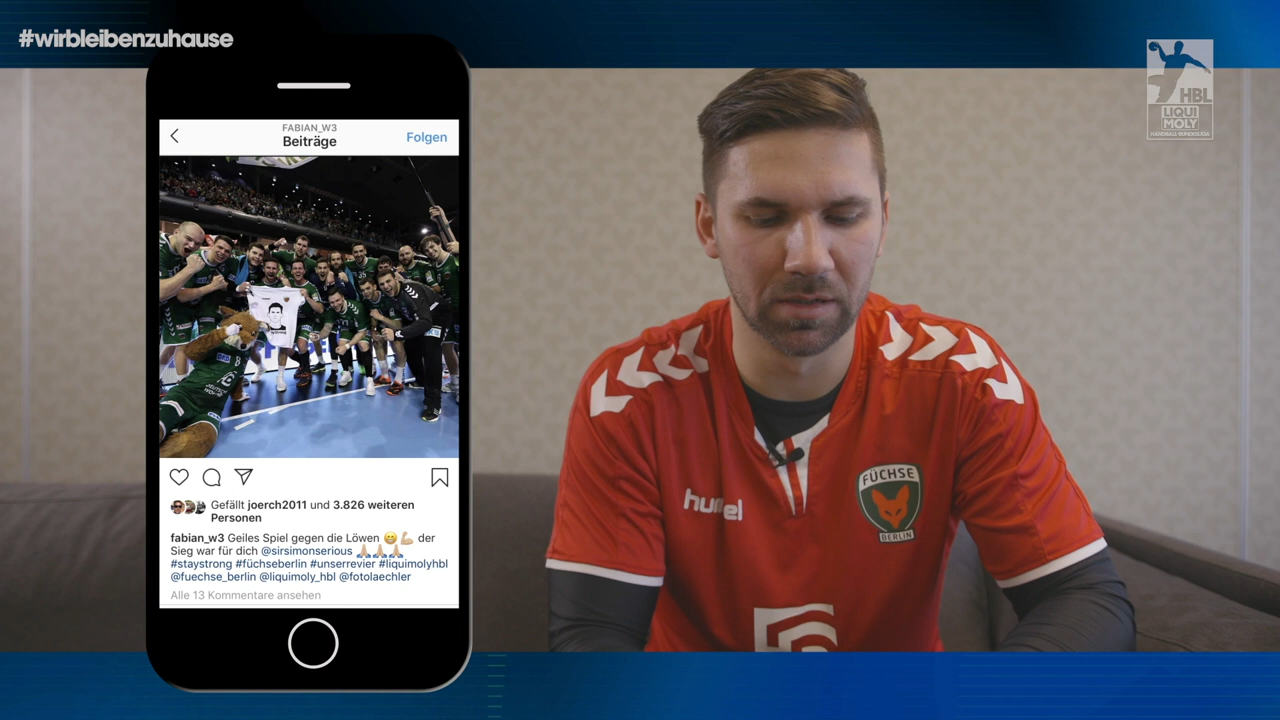 #wirbleibenzuhause
FABIAN_W3
Beiträge
Folgen
Gefällt joerch2011 und 3.826 weiteren
Personen
fabian_w3 Geiles Spiel gegen die Löwen 😄💪🏼 der
Sieg war für dich @sirsimonserious 🙏🏼🙏🏼🙏🏼
#staystrong #füchseberlin #unserrevier #liquimolyhbl
@fuechse_berlin @liquimoly_hbl @fotolaechler
Alle 13 Kommentare ansehen
HBL
LIQUI
MOLY
HANDBALL-BUNDESLIGA
hummel
FÜCHSE
BERLIN